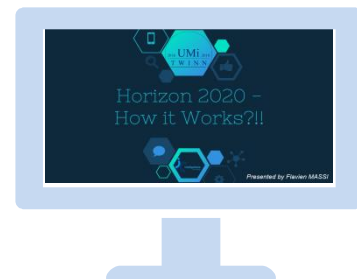 UMi
TWINN
Horizon 2020 –
How it Works?!!
Presented by Flavien MASSI